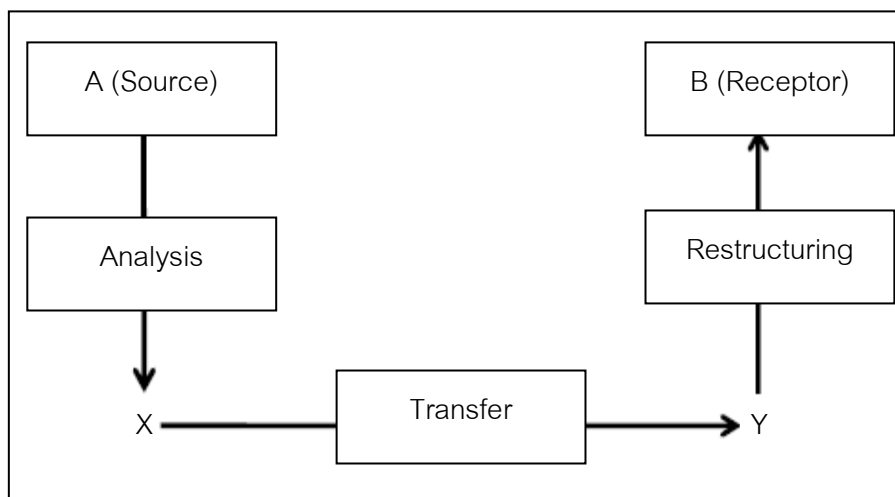 A (Source)
B (Receptor)
Analysis
Restructuring
Transfer
X
Y